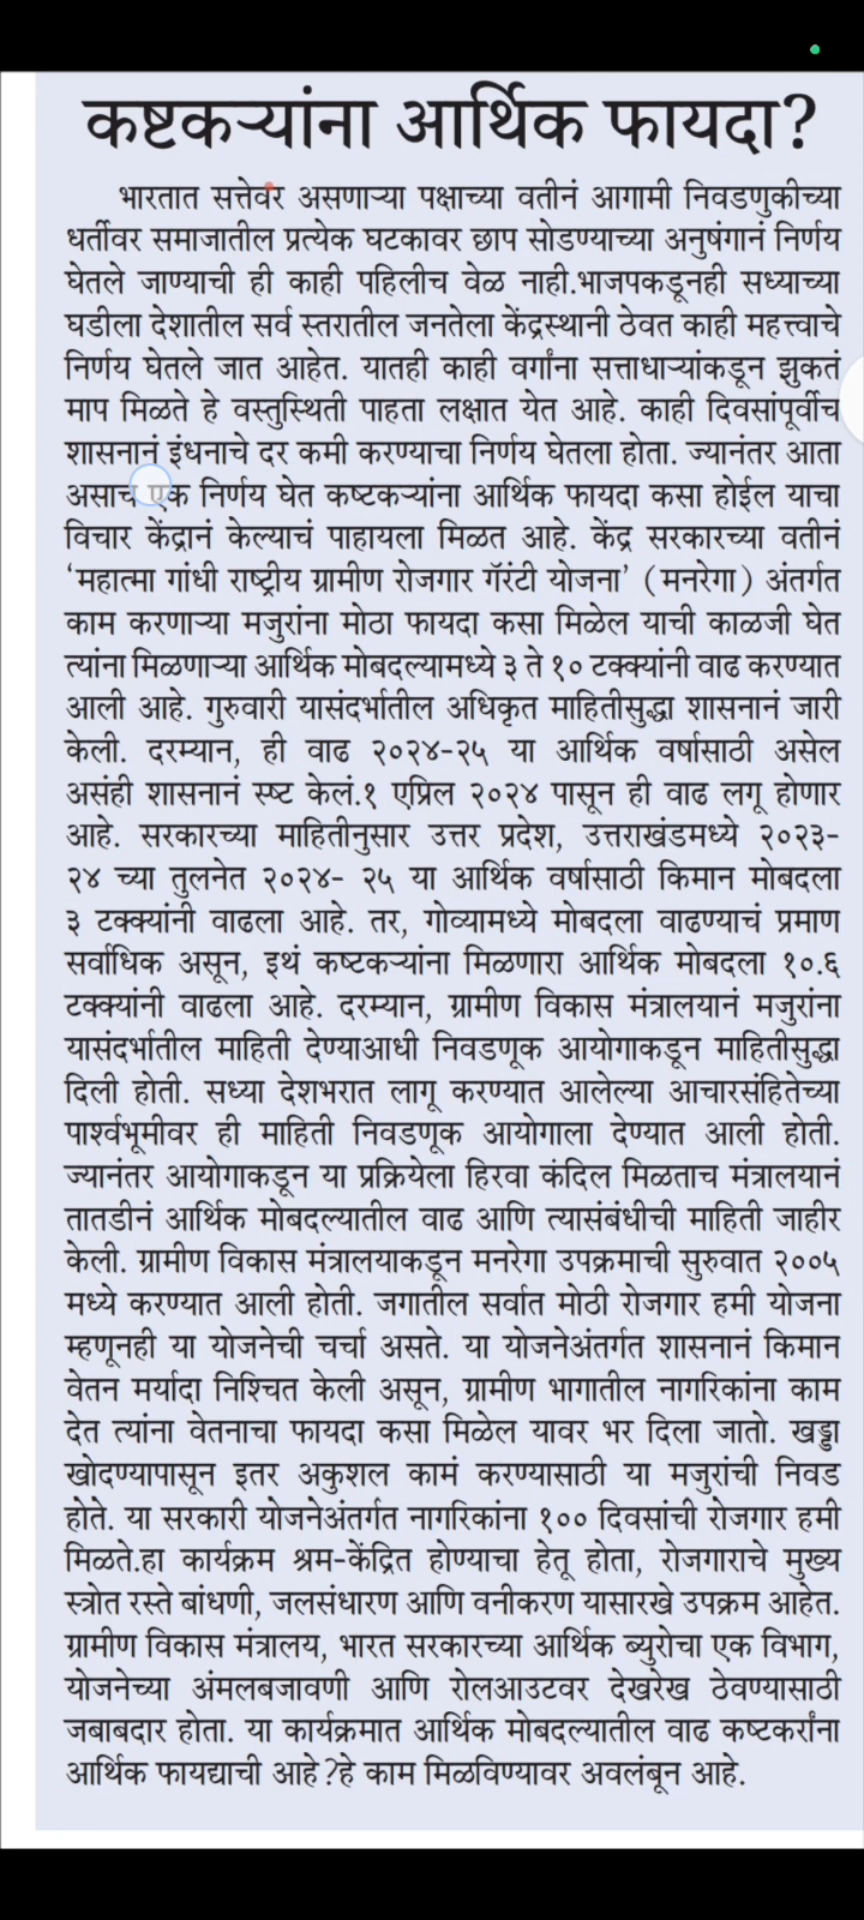 कष्टकऱ्यांना आर्थिक फायदा?
भारतात सत्तेवर असणाऱ्या पक्षाच्या वतीनं आगामी निवडणुकीच्या
धर्तीवर समाजातील प्रत्येक घटकावर छाप सोडण्याच्या अनुषंगानं निर्णय
घेतले जाण्याची ही काही पहिलीच वेळ नाही.भाजपकडूनही सध्याच्या
घडीला देशातील सर्व स्तरातील जनतेला केंद्रस्थानी ठेवत काही महत्त्वाचे
निर्णय घेतले जात आहेत. यातही काही वर्गांना सत्ताधाऱ्यांकडून झुकतं
माप मिळते हे वस्तुस्थिती पाहता लक्षात येत आहे. काही दिवसांपूर्वीच
शासनानं इंधनाचे दर कमी करण्याचा निर्णय घेतला होता. ज्यानंतर आता
असाच एक निर्णय घेत कष्टकऱ्यांना आर्थिक फायदा कसा होईल याचा
विचार केंद्रानं केल्याचं पाहायला मिळत आहे. केंद्र सरकारच्या वतीनं
‘महात्मा गांधी राष्ट्रीय ग्रामीण रोजगार गॅरंटी योजना’ (मनरेगा) अंतर्गत
काम करणाऱ्या मजुरांना मोठा फायदा कसा मिळेल याची काळजी घेत
त्यांना मिळणाऱ्या आर्थिक मोबदल्यामध्ये ३ ते १० टक्क्यांनी वाढ करण्यात
आली आहे. गुरुवारी यासंदर्भातील अधिकृत माहितीसुद्धा शासनानं जारी
केली. दरम्यान, ही वाढ २०२४-२५ या आर्थिक वर्षासाठी असेल
असंही शासनानं स्ष्ट केलं.१ एप्रिल २०२४ पासून ही वाढ लगू होणार
आहे. सरकारच्या माहितीनुसार उत्तर प्रदेश, उत्तराखंडमध्ये २०२३-
२४ च्या तुलनेत २०२४- २५ या आर्थिक वर्षासाठी किमान मोबदला
३ टक्क्यांनी वाढला आहे. तर, गोव्यामध्ये मोबदला वाढण्याचं प्रमाण
सर्वाधिक असून, इथं कष्टकऱ्यांना मिळणारा आर्थिक मोबदला १०.६
टक्क्यांनी वाढला आहे. दरम्यान, ग्रामीण विकास मंत्रालयानं मजुरांना
यासंदर्भातील माहिती देण्याआधी निवडणूक आयोगाकडून माहितीसुद्धा
दिली होती. सध्या देशभरात लागू करण्यात आलेल्या आचारसंहितेच्या
पार्श्वभूमीवर ही माहिती निवडणूक आयोगाला देण्यात आली होती.
ज्यानंतर आयोगाकडून या प्रक्रियेला हिरवा कंदिल मिळताच मंत्रालयानं
तातडीनं आर्थिक मोबदल्यातील वाढ आणि त्यासंबंधीची माहिती जाहीर
केली. ग्रामीण विकास मंत्रालयाकडून मनरेगा उपक्रमाची सुरुवात २००५
मध्ये करण्यात आली होती. जगातील सर्वात मोठी रोजगार हमी योजना
म्हणूनही या योजनेची चर्चा असते. या योजनेअंतर्गत शासनानं किमान
वेतन मर्यादा निश्चित केली असून, ग्रामीण भागातील नागरिकांना काम
देत त्यांना वेतनाचा फायदा कसा मिळेल यावर भर दिला जातो. खड्डा
खोदण्यापासून इतर अकुशल कामं करण्यासाठी या मजुरांची निवड
होते. या सरकारी योजनेअंतर्गत नागरिकांना १०० दिवसांची रोजगार हमी
मिळते.हा कार्यक्रम श्रम-केंद्रित होण्याचा हेतू होता, रोजगाराचे मुख्य
स्त्रोत रस्ते बांधणी, जलसंधारण आणि वनीकरण यासारखे उपक्रम आहेत.
ग्रामीण विकास मंत्रालय, भारत सरकारच्या आर्थिक ब्युरोचा एक विभाग,
योजनेच्या अंमलबजावणी आणि रोलआउटवर देखरेख ठेवण्यासाठी
जबाबदार होता. या कार्यक्रमात आर्थिक मोबदल्यातील वाढ कष्टकर्रांना
आर्थिक फायद्याची आहे?हे काम मिळविण्यावर अवलंबून आहे.